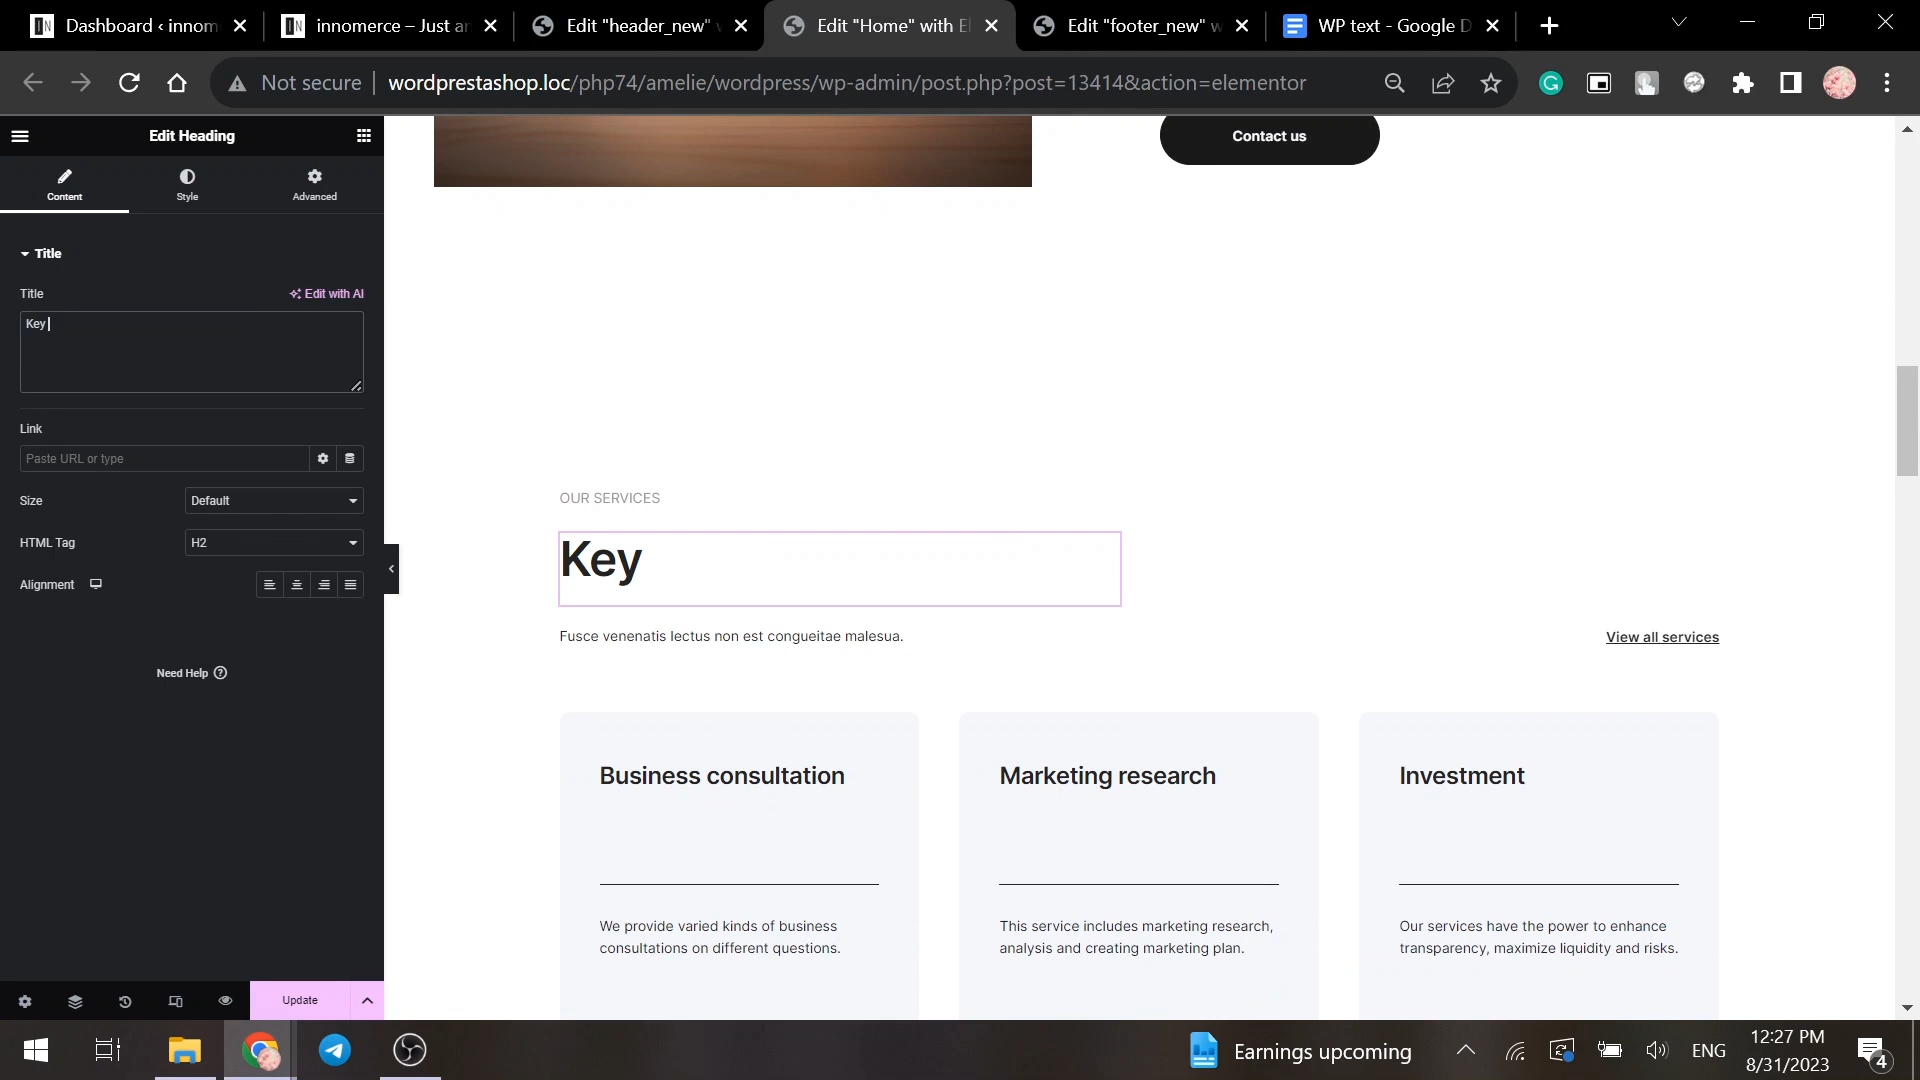 Dashboard ‹ innom
innomerce – Just an
Edit "header_new" v
Edit "Home" with El
Edit "footer_new" w
WP text - Google D
Not secure
wordprestashop.loc/php74/amelie/wordpress/wp-admin/post.php?post=13414&action=elementor
Edit Heading
Content
Style
Advanced
Title
Title
Edit with AI
Key
Link
Paste URL or type
Size
Default
HTML Tag
H2
Alignment
Need Help
Update
Contact us
OUR SERVICES
Key
Fusce venenatis lectus non est congueitae malesua.
View all services
Business consultation
We provide varied kinds of business
consultations on different questions.
Marketing research
This service includes marketing research,
analysis and creating marketing plan.
Investment
Our services have the power to enhance
transparency, maximize liquidity and risks.
Earnings upcoming
ENG
12:27 PM
8/31/2023
4